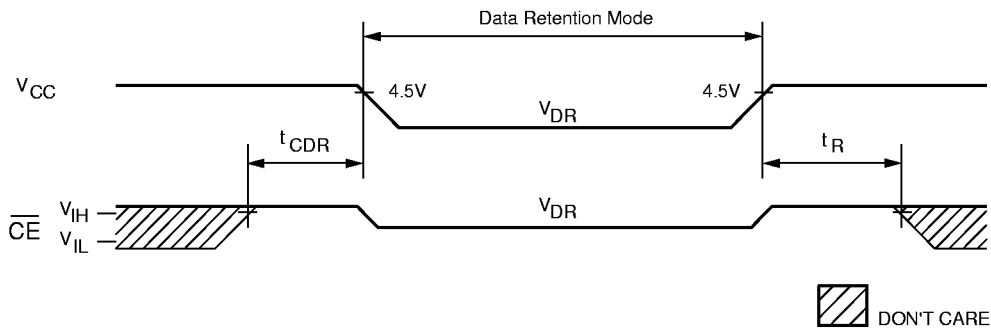 Data Retention Mode
VCC
4.5V
4.5V
VDR
tCDR
tR
VIH
CE
VIL
VDR
DON'T CARE